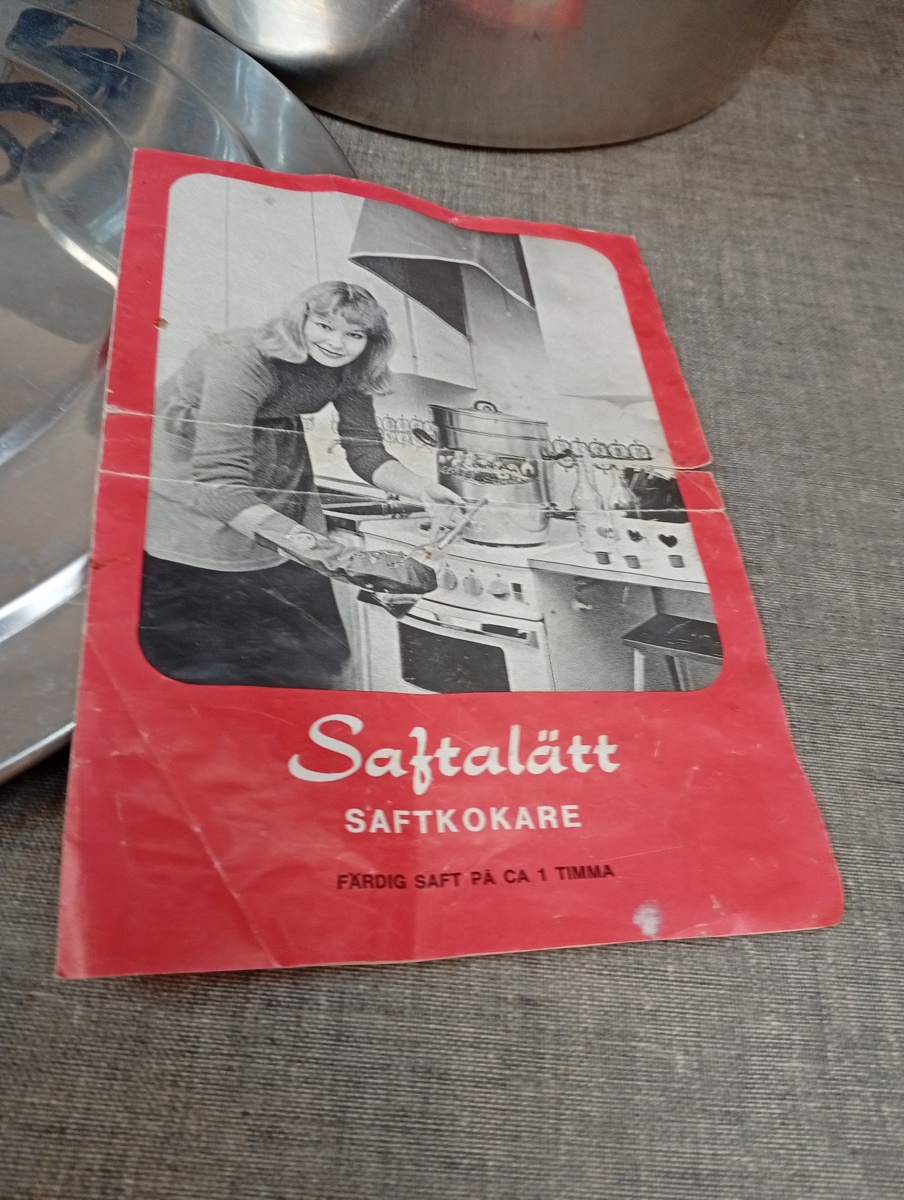 Saftalätt
SAFTKOKARE
FÄRDIG SAFT PÅ CA 1 TIMMA